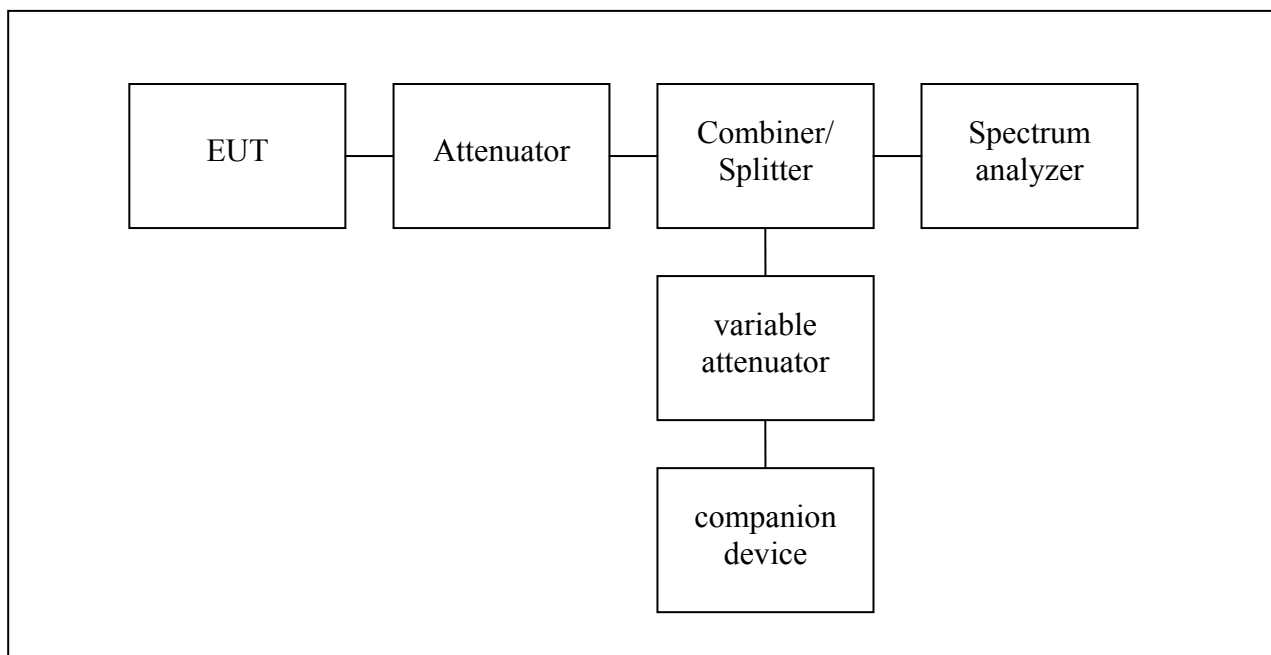 EUT
Attenuator
Combiner/
Splitter
Spectrum
analyzer
variable
attenuator
companion
device